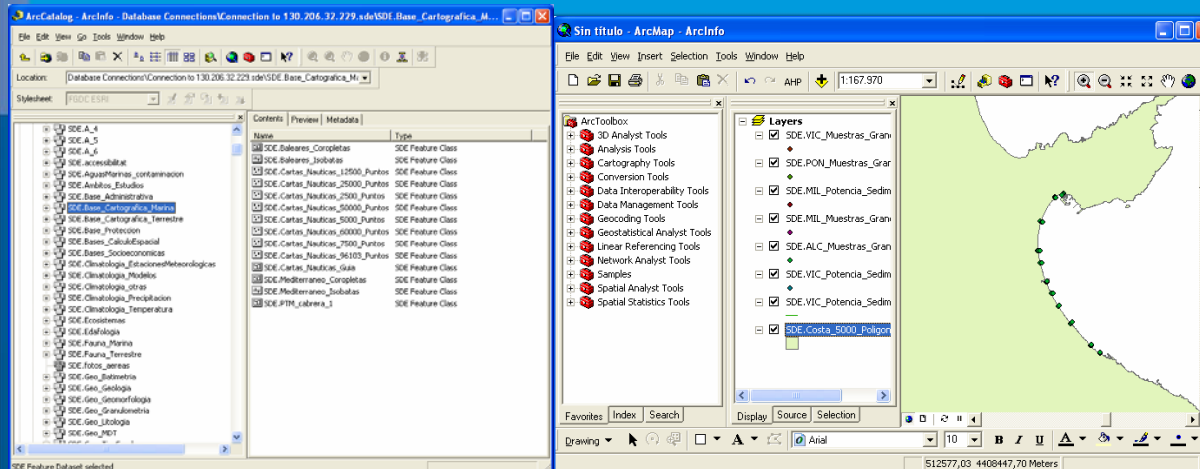 ArcCatalog - ArcInfo - Database Connections\Connection to 130.206.32.229.sde\SDE.Base_Cartografica_M...
File Edit View Go Tools Window Help
Location: Database Connections\Connection to 130.206.32.229.sde\SDE.Base_Cartografica_Ma
Stylesheet: FGDC ESRI
SDE.A_4
SDE.A_5
SDE.A_6
SDE.accessibilitat
SDE.AguasMarinas_contaminacion
SDE.Ambitos_Estudios
SDE.Base_Administrativa
SDE.Base_Cartografica_Marina
SDE.Base_Cartografica_Terrestre
SDE.Base_Proteccion
SDE.Bases_CalculoEspacial
SDE.Bases_Socioeconomicas
SDE.Climatologia_EstacionesMeteorologicas
SDE.Climatologia_Modelos
SDE.Climatologia_otras
SDE.Climatologia_Precipitacion
SDE.Climatologia_Temperatura
SDE.Ecosistemas
SDE.Edafologia
SDE.Fauna_Marina
SDE.Fauna_Terrestre
SDE.fotos_aereas
SDE.Geo_Batimetria
SDE.Geo_Geologia
SDE.Geo_Geomorfologia
SDE.Geo_Granulometria
SDE.Geo_Litologia
SDE.Geo_MDT
Contents Preview Metadata
Name Type
SDE.Baleares_Coropletas SDE Feature Class
SDE.Baleares_Isobatas SDE Feature Class
SDE.Cartas_Nauticas_12500_Puntos SDE Feature Class
SDE.Cartas_Nauticas_25000_Puntos SDE Feature Class
SDE.Cartas_Nauticas_2500_Puntos SDE Feature Class
SDE.Cartas_Nauticas_50000_Puntos SDE Feature Class
SDE.Cartas_Nauticas_5000_Puntos SDE Feature Class
SDE.Cartas_Nauticas_60000_Puntos SDE Feature Class
SDE.Cartas_Nauticas_7500_Puntos SDE Feature Class
SDE.Cartas_Nauticas_96103_Puntos SDE Feature Class
SDE.Cartas_Nauticas_Guia SDE Feature Class
SDE.Mediterraneo_Coropletas SDE Feature Class
SDE.Mediterraneo_Isobatas SDE Feature Class
SDE.PTM_cabrera_1 SDE Feature Class
SDE Feature Dataset selected
Sin título - ArcMap - ArcInfo
File Edit View Insert Selection Tools Window Help
AHP 1:167.970
ArcToolbox
3D Analyst Tools
Analysis Tools
Cartography Tools
Conversion Tools
Data Interoperability Tools
Data Management Tools
Geocoding Tools
Geostatistical Analyst Tools
Linear Referencing Tools
Network Analyst Tools
Samples
Spatial Analyst Tools
Spatial Statistics Tools
Favorites Index Search
Layers
SDE.VIC_Muestras_Gran
SDE.PON_Muestras_Gran
SDE.MIL_Potencia_Sedim
SDE.MIL_Muestras_Gran
SDE.ALC_Muestras_Gran
SDE.VIC_Potencia_Sedim
SDE.VIC_Potencia_Sedim
SDE.Costa_5000_Poligon
Display Source Selection
Drawing A Arial 10 B I U A
512577,03 4408447,70 Meters